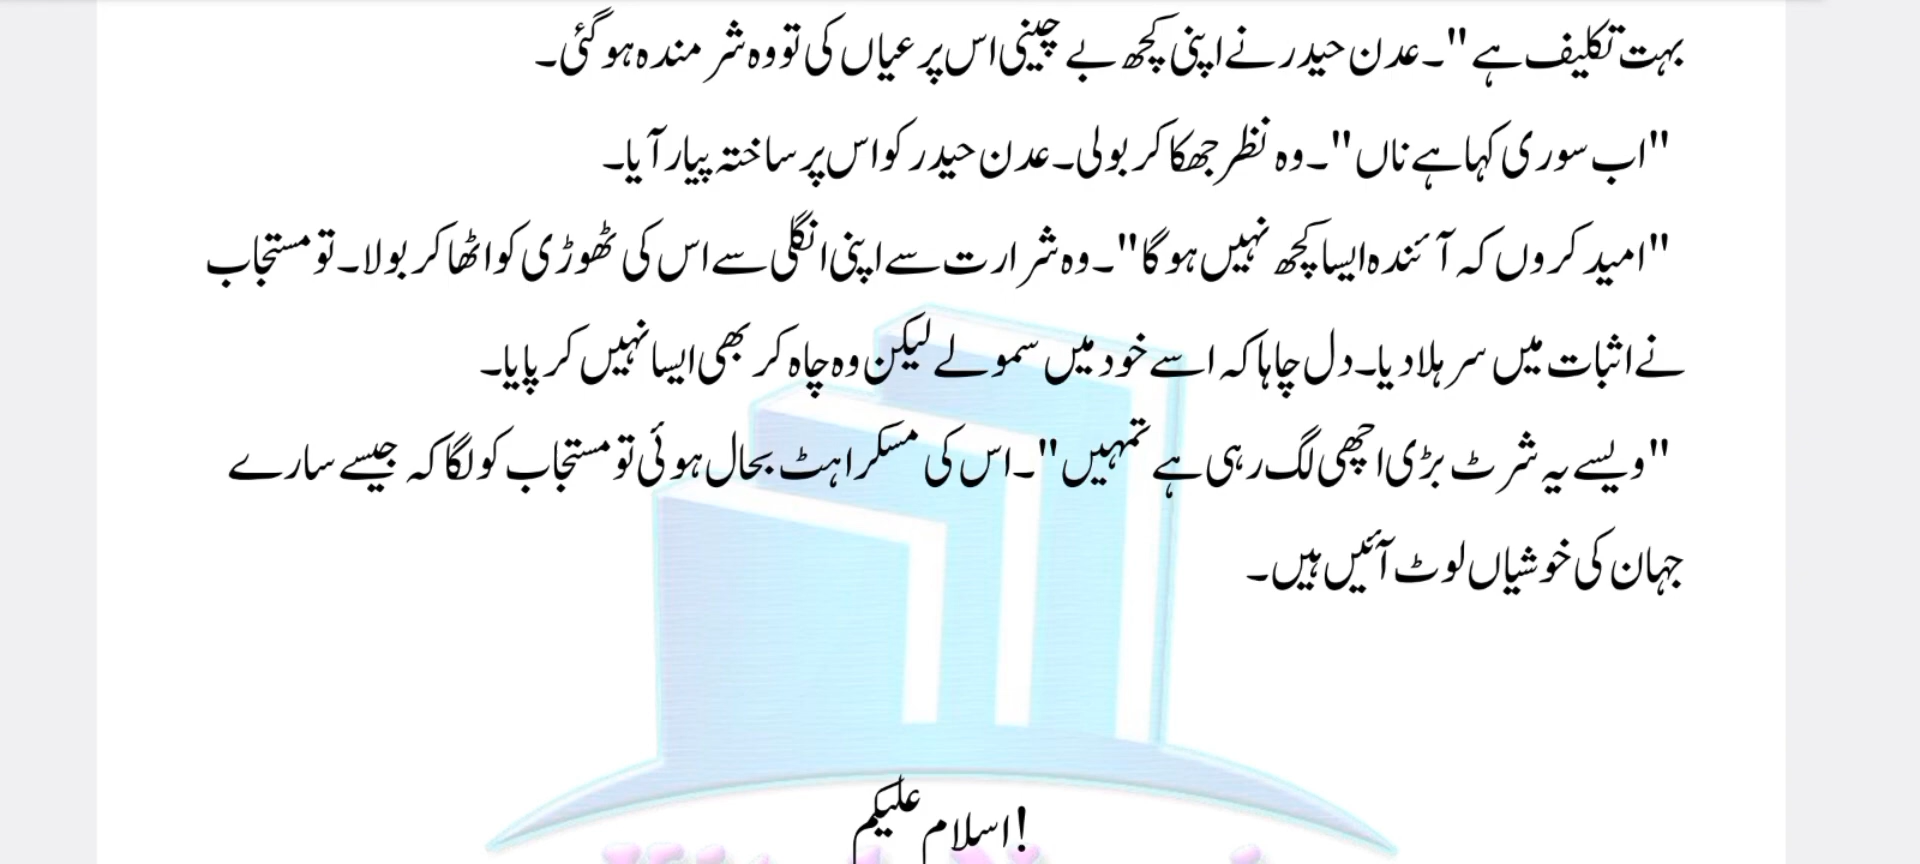 بہت تکلیف ہے"۔عدن حیدر نے اپنی کچھ بے چینی اس پر عیاں کی تو وہ شرمندہ ہو گئی۔
"اب سوری کہا ہے ناں"۔وہ نظر جھکا کر بولی۔عدن حیدر کو اس پر ساختہ پیار آیا۔
"امید کروں کہ آئندہ ایسا کچھ نہیں ہو گا"۔وہ شرارت سے اپنی انگلی سے اس کی ٹھوڑی کو اٹھا کر بولا۔تو مستجاب
نے اثبات میں سر ہلا دیا۔دل چاہا کہ اسے خود میں سمو لے لیکن وہ چاہ کر بھی ایسا نہیں کر پایا۔
"ویسے یہ شرٹ بڑی اچھی لگ رہی ہے تمہیں"۔اس کی مسکراہٹ بحال ہوئی تو مستجاب کو لگا کہ جیسے سارے
جہان کی خوشیاں لوٹ آئیں ہیں۔
!اسلام علیکم